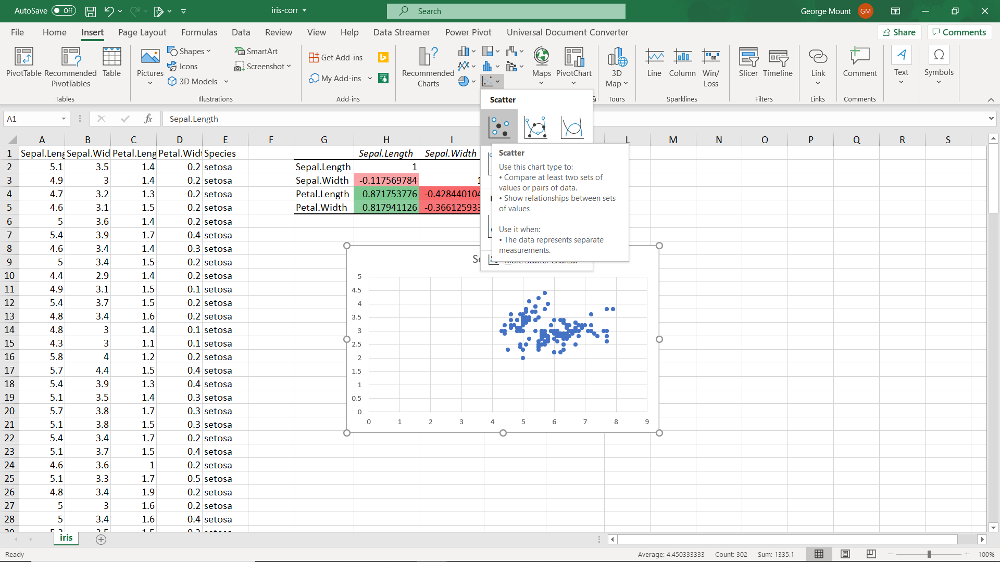 AutoSave Off
iris-corr
Search
George Mount GM
File Home Insert Page Layout Formulas Data Review View Help Data Streamer Power Pivot Universal Document Converter Share Comments
PivotTable
Recommended
PivotTables
Table
Tables
Pictures
Shapes
Icons
3D Models
SmartArt
Screenshot
Illustrations
Get Add-ins
My Add-ins
Add-ins
Recommended
Charts
Maps
PivotChart
3D
Map
Tours
Line
Column
Win/
Loss
Sparklines
Slicer
Timeline
Filters
Link
Links
Comment
Comments
Text
Symbols
Scatter
A1
fx
Sepal.Length
A B C D E F G H I L M N O P Q R S
1 Sepal.Leng Sepal.Wid Petal.Leng Petal.Widt Species Sepal.Length Sepal.Width
2 5.1 3.5 1.4 0.2 setosa Sepal.Length 1
3 4.9 3 1.4 0.2 setosa Sepal.Width -0.117569784 1
4 4.7 3.2 1.3 0.2 setosa Petal.Length 0.871753776 -0.428440104
5 4.6 3.1 1.5 0.2 setosa Petal.Width 0.817941126 -0.366125933
6 5 3.6 1.4 0.2 setosa
7 5.4 3.9 1.7 0.4 setosa
8 4.6 3.4 1.4 0.3 setosa
9 5 3.4 1.5 0.2 setosa
10 4.4 2.9 1.4 0.2 setosa
11 4.9 3.1 1.5 0.1 setosa
12 5.4 3.7 1.5 0.2 setosa
13 4.8 3.4 1.6 0.2 setosa
14 4.8 3 1.4 0.1 setosa
15 4.3 3 1.1 0.1 setosa
16 5.8 4 1.2 0.2 setosa
17 5.7 4.4 1.5 0.4 setosa
18 5.4 3.9 1.3 0.4 setosa
19 5.1 3.5 1.4 0.3 setosa
20 5.7 3.8 1.7 0.3 setosa
21 5.1 3.8 1.5 0.3 setosa
22 5.4 3.4 1.7 0.2 setosa
23 5.1 3.7 1.5 0.4 setosa
24 4.6 3.6 1 0.2 setosa
25 5.1 3.3 1.7 0.5 setosa
26 4.8 3.4 1.9 0.2 setosa
27 5 3 1.6 0.2 setosa
28 5 3.4 1.6 0.4 setosa
Scatter
Use this chart type to:
• Compare at least two sets of
values or pairs of data.
• Show relationships between sets
of values
Use it when:
• The data represents separate
measurements.
More Scatter Charts...
5
4.5
4
3.5
3
2.5
2
1.5
1
0.5
0
0 1 2 3 4 5 6 7 8 9
iris
Ready
Average: 4.450333333 Count: 302 Sum: 1335.1
100%